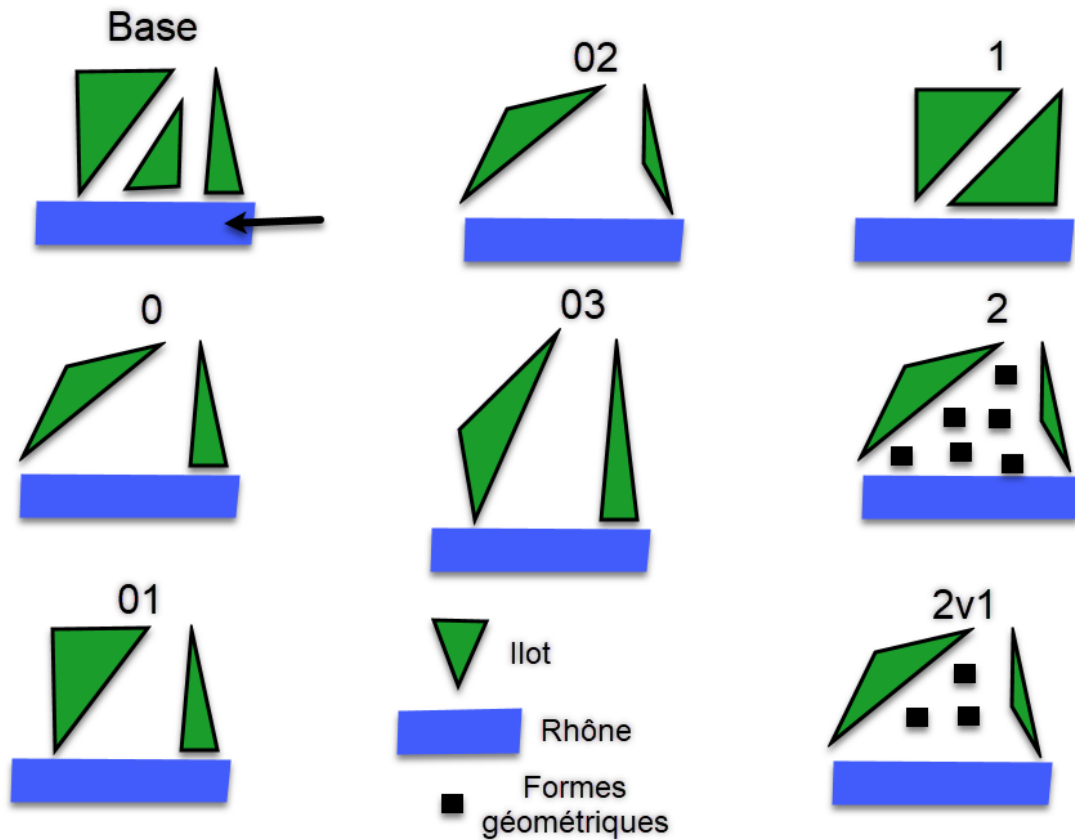 Base
02
1
0
03
2
01
2v1
Ilot
Rhône
Formes
géométriques